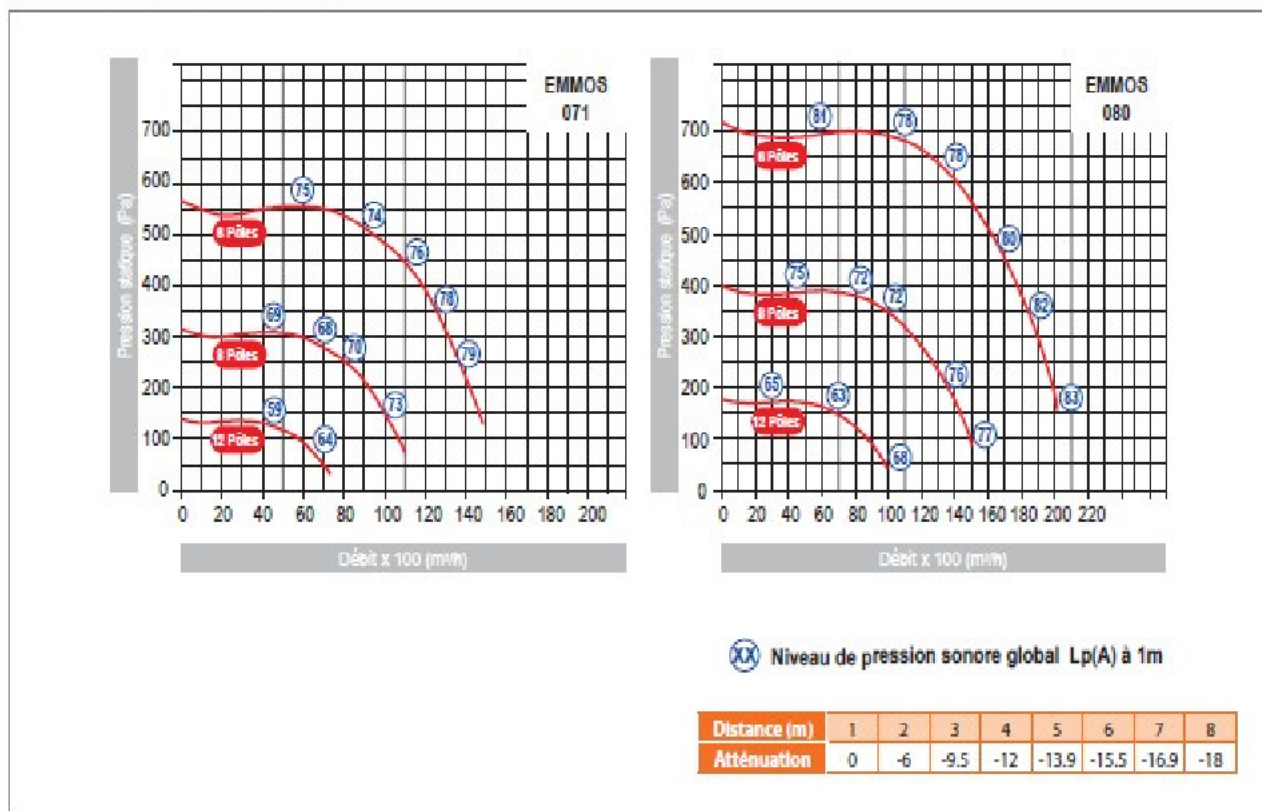 EMMOS
071
Pression statique (Pa)
700
600
500
400
300
200
100
0
75
74
76
78
79
Pôles
69
68
70
73
8 Pôles
59
64
12 Pôles
0 20 40 60 80 100 120 140 160 180 200
Débit x 100 (m³/h)
EMMOS
080
Pression statique (Pa)
700
600
500
400
300
200
100
0
81
78
78
80
82
83
Pôles
75
72
72
76
77
8 Pôles
65
63
68
12 Pôles
0 20 40 60 80 100 120 140 160 180 200 220
Débit x 100 (m³/h)
XX Niveau de pression sonore global Lp(A) à 1m
Distance (m) 1 2 3 4 5 6 7 8
Atténuation 0 -6 -9.5 -12 -13.9 -15.5 -16.9 -18